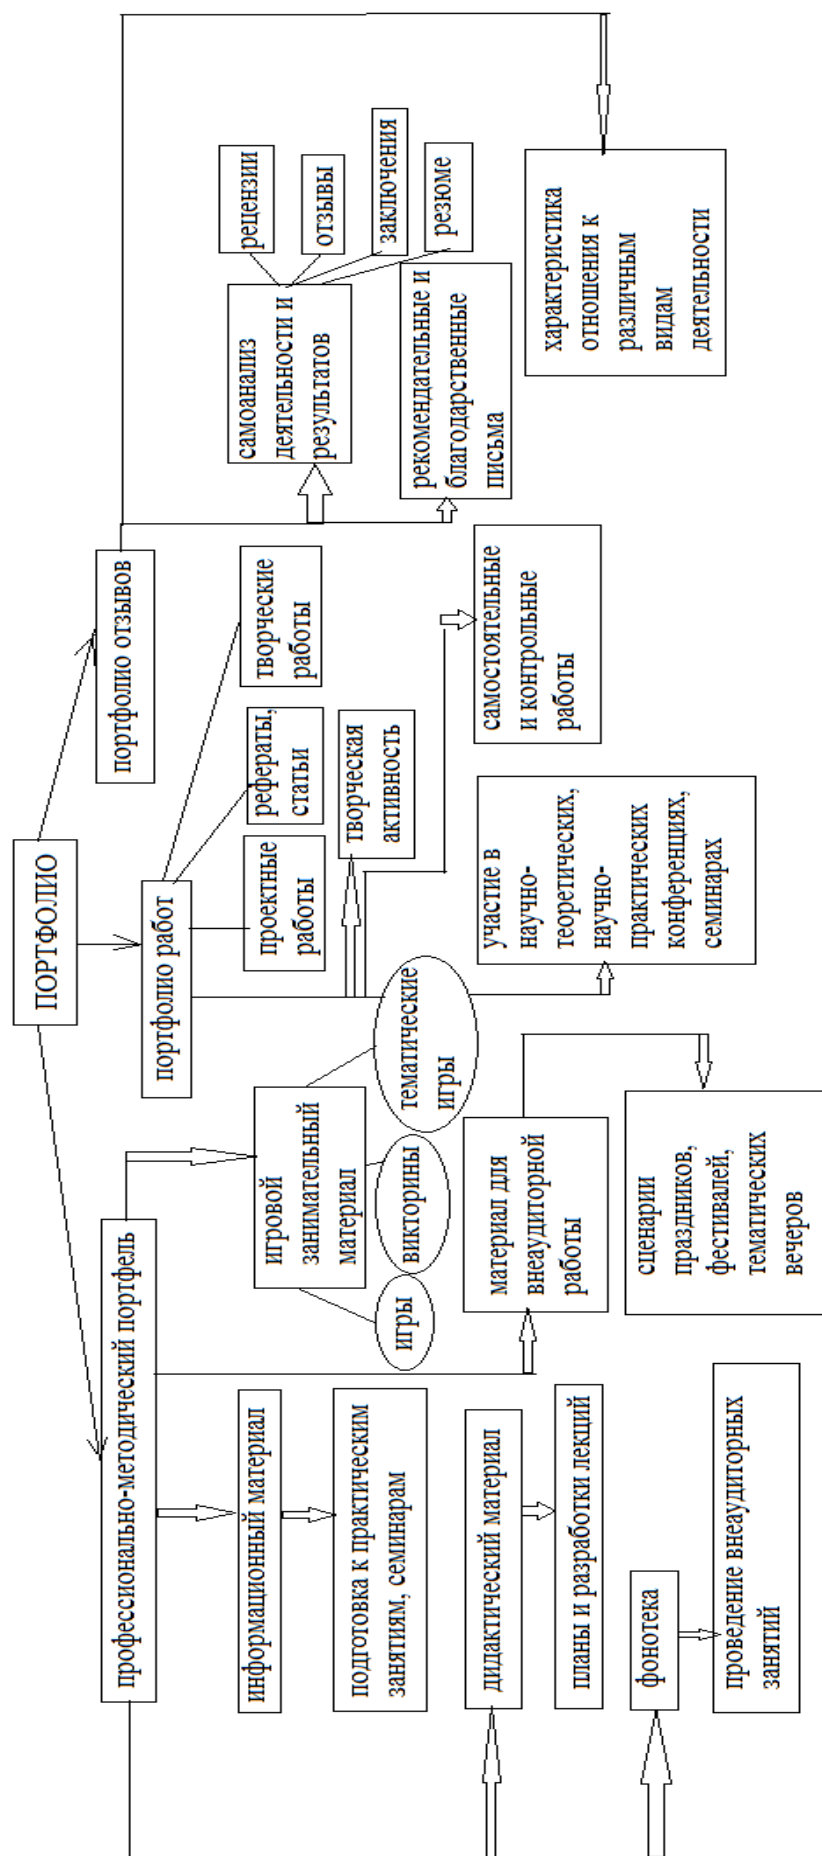 ПОРТФОЛИО
профессионально-методический портфель
портфолио работ
портфолио отзывов
информационный материал
подготовка к практическим
занятиям, семинарам
дидактический материал
планы и разработки лекций
фонотека
проведение внеаудиторных
занятий
игровой
занимательный
материал
игры
викторины
тематические
игры
материал для
внеаудиторной
работы
сценарии
праздников,
фестивалей,
тематических
вечеров
проектные
работы
рефераты,
статьи
творческие
работы
творческая
активность
самостоятельные
и контрольные
работы
участие в
научно-
теоретических,
научно-
практических
конференциях,
семинарах
самоанализ
деятельности и
результатов
рецензии
отзывы
заключения
резюме
рекомендательные и
благодарственные
письма
характеристика
отношения к
различным
видам
деятельности